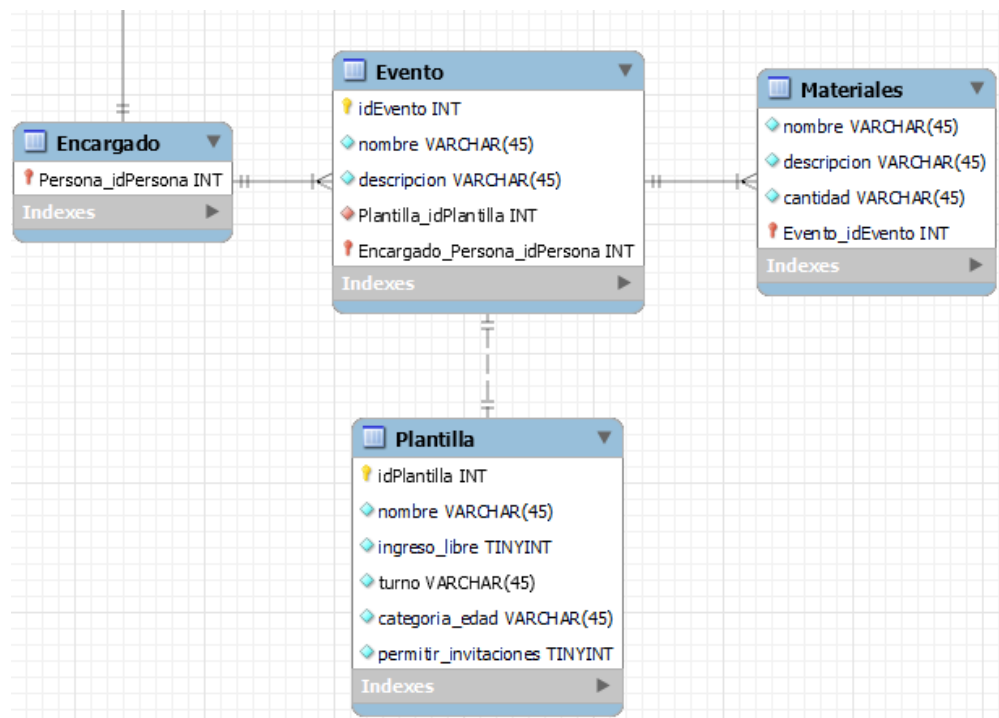 Encargado
Persona_idPersona INT
Indexes
Evento
idEvento INT
nombre VARCHAR(45)
descripcion VARCHAR(45)
Plantilla_idPlantilla INT
Encargado_Persona_idPersona INT
Indexes
Materiales
nombre VARCHAR(45)
descripcion VARCHAR(45)
cantidad VARCHAR(45)
Evento_idEvento INT
Indexes
Plantilla
idPlantilla INT
nombre VARCHAR(45)
ingreso_libre TINYINT
turno VARCHAR(45)
categoria_edad VARCHAR(45)
permitir_invitaciones TINYINT
Indexes